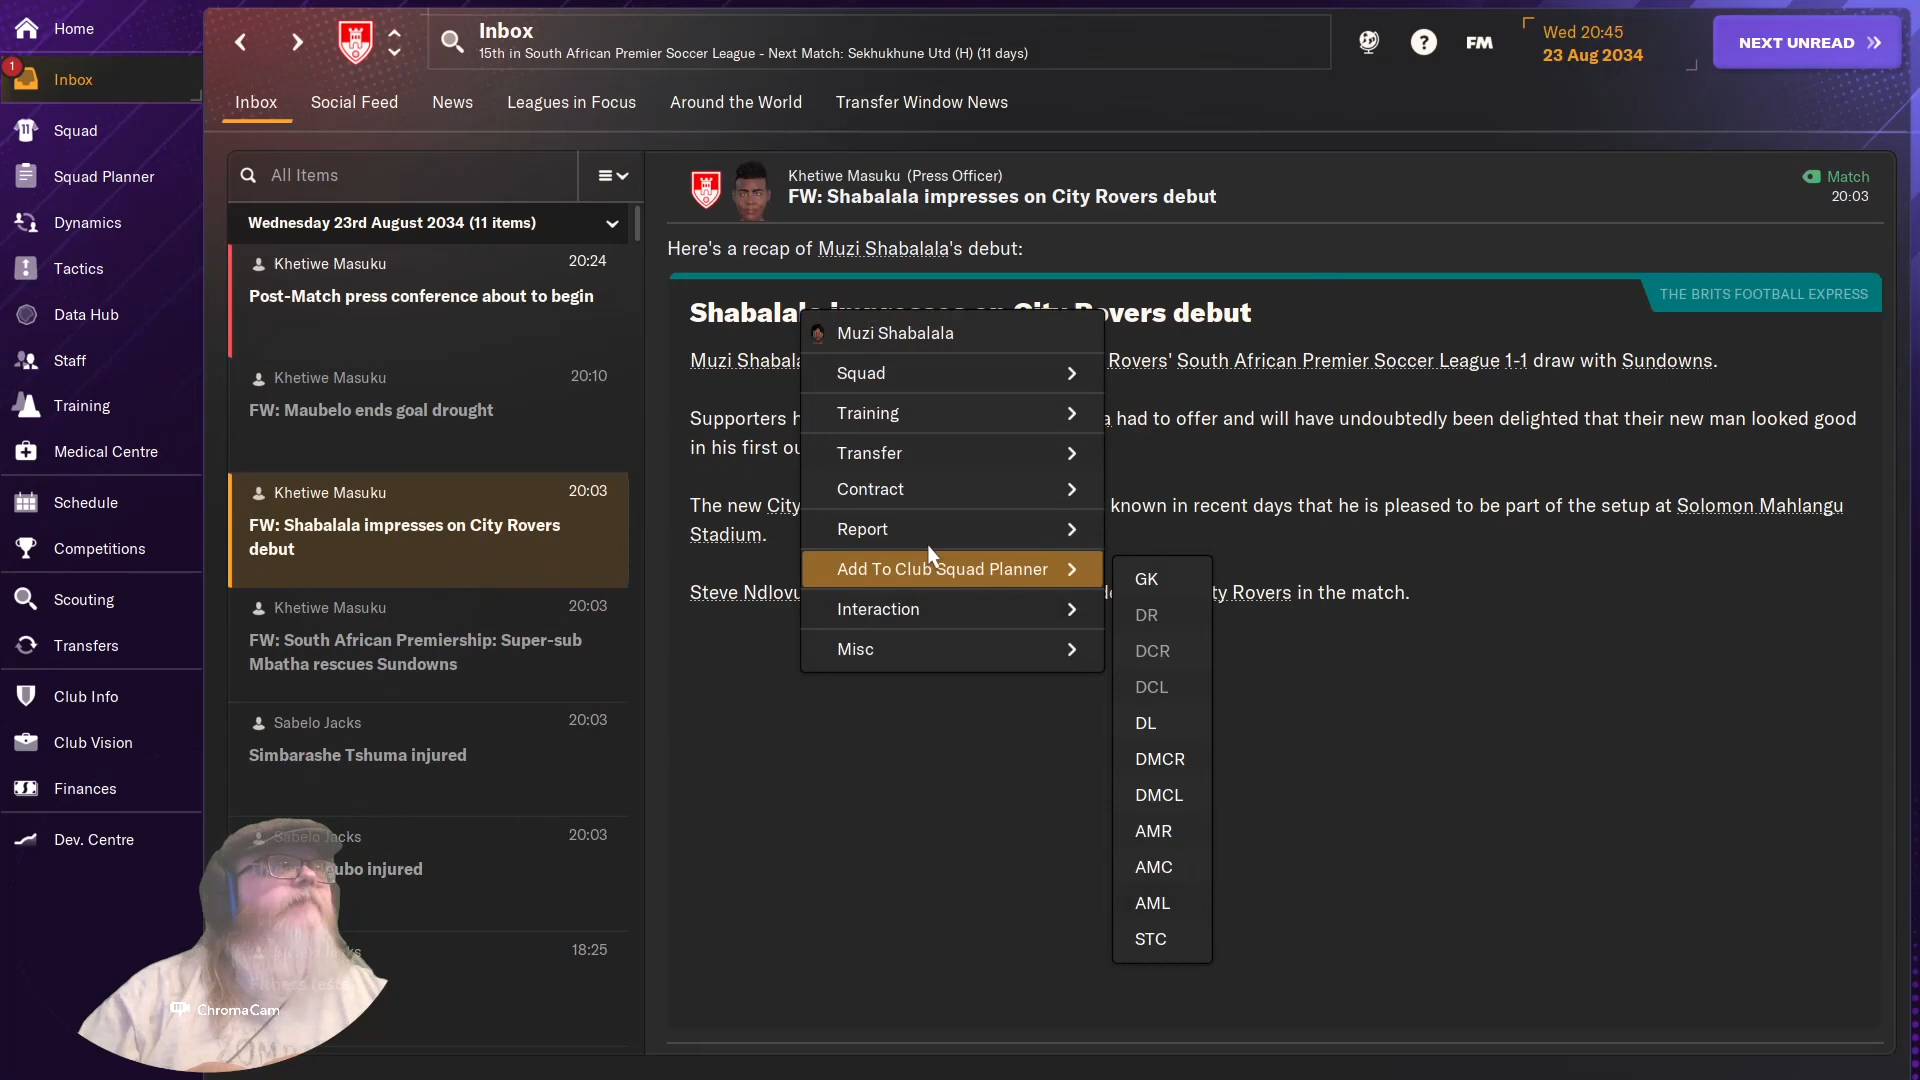 Home
Inbox
15th in South African Premier Soccer League - Next Match: Sekhukhune Utd (H) (11 days)
FM
Wed 20:45
23 Aug 2034
NEXT UNREAD
1
Inbox
Squad
Squad Planner
Dynamics
Tactics
Data Hub
Staff
Training
Medical Centre
Schedule
Competitions
Scouting
Transfers
Club Info
Club Vision
Finances
Dev. Centre
Inbox
Social Feed
News
Leagues in Focus
Around the World
Transfer Window News
All Items
Wednesday 23rd August 2034 (11 items)
Khetiwe Masuku
20:24
Post-Match press conference about to begin
Khetiwe Masuku
20:10
FW: Maubelo ends goal drought
Khetiwe Masuku
20:03
FW: Shabalala impresses on City Rovers
debut
Khetiwe Masuku
20:03
FW: South African Premiership: Super-sub
Mbatha rescues Sundowns
Sabelo Jacks
20:03
Simbarashe Tshuma injured
Sabelo Jacks
20:03
ubo injured
18:25
Fitness tests
ChromaCam
Khetiwe Masuku (Press Officer)
FW: Shabalala impresses on City Rovers debut
Match
20:03
Here's a recap of Muzi Shabalala's debut:
THE BRITS FOOTBALL EXPRESS
Shabalala impresses on City Rovers debut
Muzi Shabala
Rovers' South African Premier Soccer League 1-1 draw with Sundowns.
Supporters h
had to offer and will have undoubtedly been delighted that their new man looked good
in his first ou
The new City
known in recent days that he is pleased to be part of the setup at Solomon Mahlangu
Stadium.
Steve Ndlovu
ty Rovers in the match.
Muzi Shabalala
Squad
Training
Transfer
Contract
Report
Add To Club Squad Planner
Interaction
Misc
GK
DR
DCR
DCL
DL
DMCR
DMCL
AMR
AMC
AML
STC